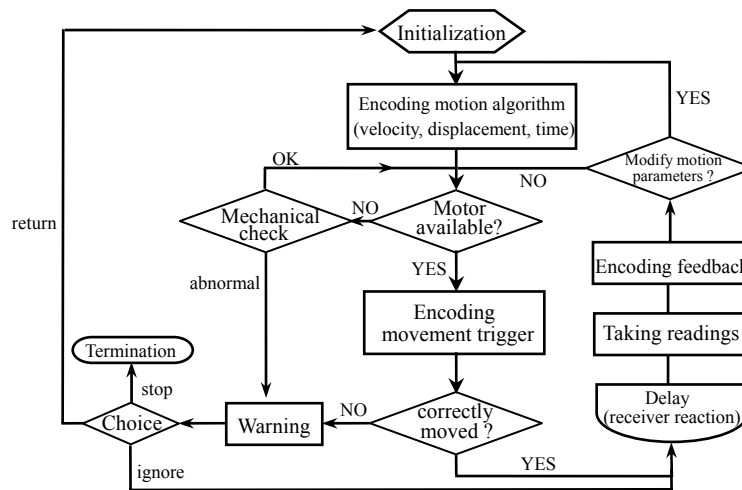 Initialization
YES
Encoding motion algorithm
(velocity, displacement, time)
OK
NO
Modify motion
parameters ?
return
Mechanical
check
NO
Motor
available?
abnormal
YES
Encoding feedback
Encoding
movement trigger
Taking readings
Termination
stop
Delay
(receiver reaction)
Choice
Warning
NO
correctly
moved ?
ignore
YES